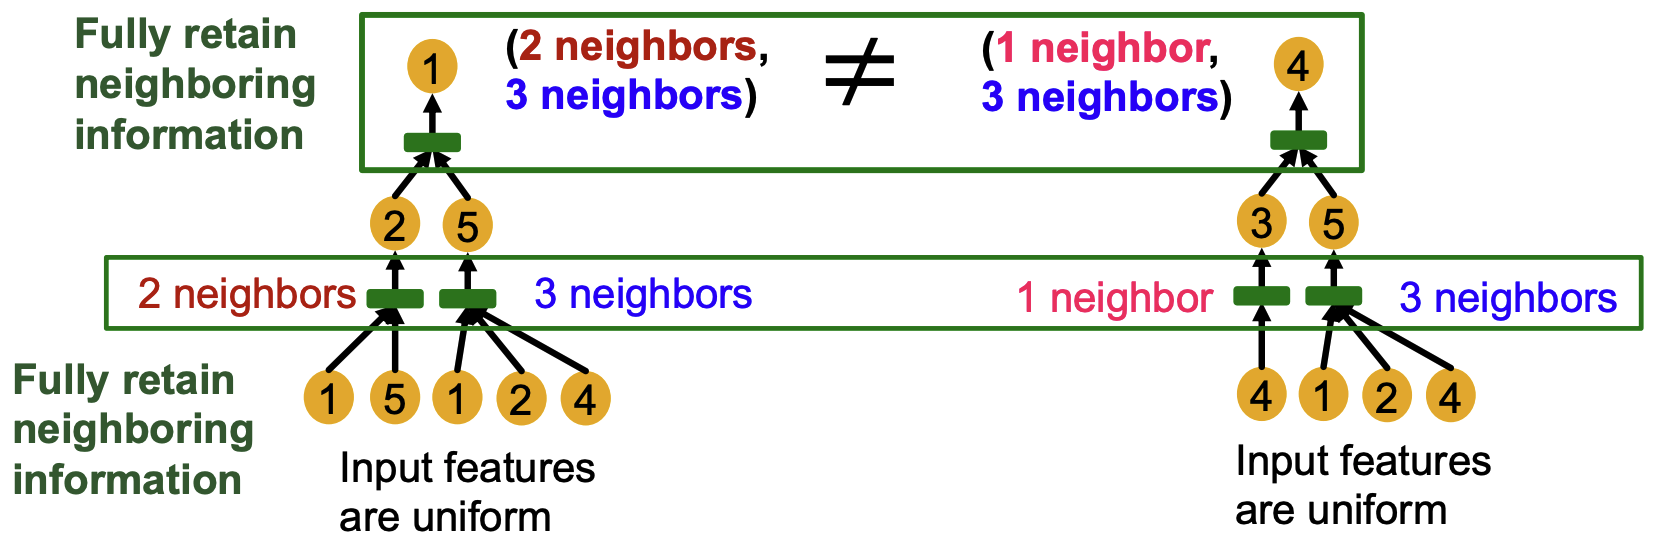 Fully retain
neighboring
information
1
(2 neighbors,
3 neighbors)
≠
(1 neighbor,
3 neighbors)
4
2 5
3 5
2 neighbors
3 neighbors
1 neighbor
3 neighbors
Fully retain
neighboring
information
1 5 1 2 4
4 1 2 4
Input features
are uniform
Input features
are uniform